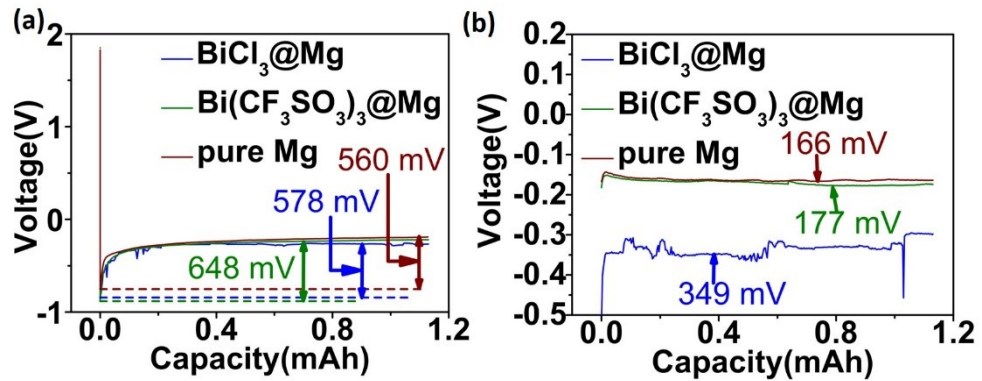 (a)
2
1
0
-1
Voltage(V)
BiCl₃@Mg
Bi(CF₃SO₃)₃@Mg
pure Mg
560 mV
578 mV
648 mV
0.0 0.4 0.8 1.2
Capacity(mAh)
(b)
0.2
0.1
0.0
-0.1
-0.2
-0.3
-0.4
-0.5
Voltage(V)
BiCl₃@Mg
Bi(CF₃SO₃)₃@Mg
pure Mg
166 mV
177 mV
349 mV
0.0 0.4 0.8 1.2
Capacity(mAh)